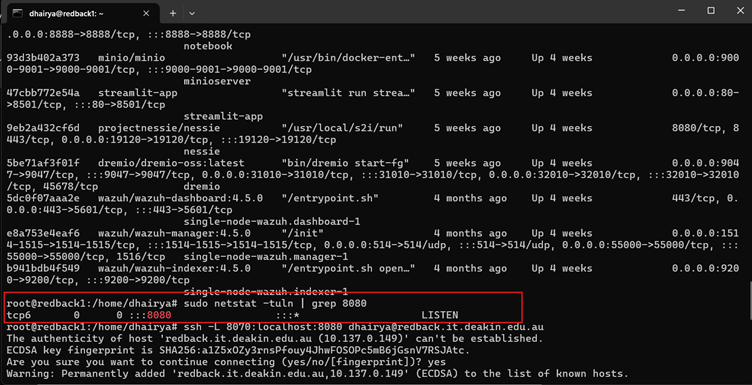 dhairya@redback1: ~
.0.0.0:8888->8888/tcp, :::8888->8888/tcp
notebook
93d3b402a373 minio/minio "/usr/bin/docker-ent…" 5 weeks ago Up 4 weeks 0.0.0.0:900
0-9001->9000-9001/tcp, :::9000-9001->9000-9001/tcp
minioserver
47cbb772e54a streamlit-app "streamlit run strea…" 5 weeks ago Up 4 weeks 0.0.0.0:80-
>8501/tcp, :::80->8501/tcp
streamlit-app
9eb2a432cf6d projectnessie/nessie "/usr/local/s2i/run" 5 weeks ago Up 4 weeks 8080/tcp, 8
443/tcp, 0.0.0.0:19120->19120/tcp, :::19120->19120/tcp
nessie
5be71af3f01f dremio/dremio-oss:latest "bin/dremio start-fg" 5 weeks ago Up 4 weeks 0.0.0.0:904
7->9047/tcp, :::9047->9047/tcp, 0.0.0.0:31010->31010/tcp, :::31010->31010/tcp, 0.0.0.0:32010->32010/tcp, :::32010->32010
/tcp, 45678/tcp dremio
5dc0f07aaa2e wazuh/wazuh-dashboard:4.5.0 "/entrypoint.sh" 4 months ago Up 4 weeks 443/tcp, 0.
0.0.0:443->5601/tcp, :::443->5601/tcp
single-node-wazuh.dashboard-1
e8a753e4eaf6 wazuh/wazuh-manager:4.5.0 "/init" 4 months ago Up 4 weeks 0.0.0.0:151
4-1515->1514-1515/tcp, :::1514-1515->1514-1515/tcp, 0.0.0.0:514->514/udp, :::514->514/udp, 0.0.0.0:55000->55000/tcp, :::
55000->55000/tcp, 1516/tcp single-node-wazuh.manager-1
b941bdb4f549 wazuh/wazuh-indexer:4.5.0 "/entrypoint.sh open…" 4 months ago Up 4 weeks 0.0.0.0:920
0->9200/tcp, :::9200->9200/tcp
single-node-wazuh.indexer-1
root@redback1:/home/dhairya# sudo netstat -tuln | grep 8080
tcp6 0 0 :::8080 :::* LISTEN
root@redback1:/home/dhairya# ssh -L 8070:localhost:8080 dhairya@redback.it.deakin.edu.au
The authenticity of host 'redback.it.deakin.edu.au (10.137.0.149)' can't be established.
ECDSA key fingerprint is SHA256:a1Z5xOZy3rnsPfouy4JhwFOSOPc5mB6jGsnV7RSJAtc.
Are you sure you want to continue connecting (yes/no/[fingerprint])? yes
Warning: Permanently added 'redback.it.deakin.edu.au,10.137.0.149' (ECDSA) to the list of known hosts.